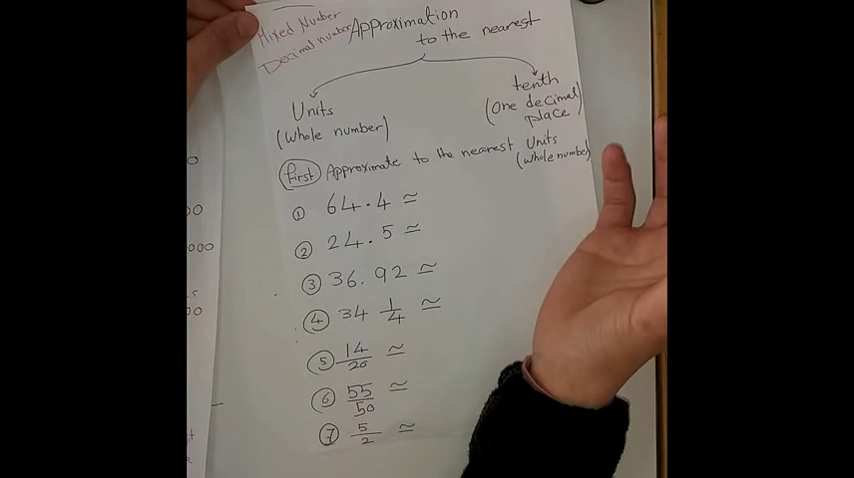 Mixed Number
Decimal number
Approximation
to the nearest
Units
(whole number)
tenth
(One decimal
place)
First Approximate to the nearest Units
(whole number)
① 64.4 ≃
② 24.5 ≃
③ 36.92 ≃
④ 34 1/4 ≃
⑤ 14/20 ≃
⑥ 55/50 ≃
⑦ 5/2 ≃
000